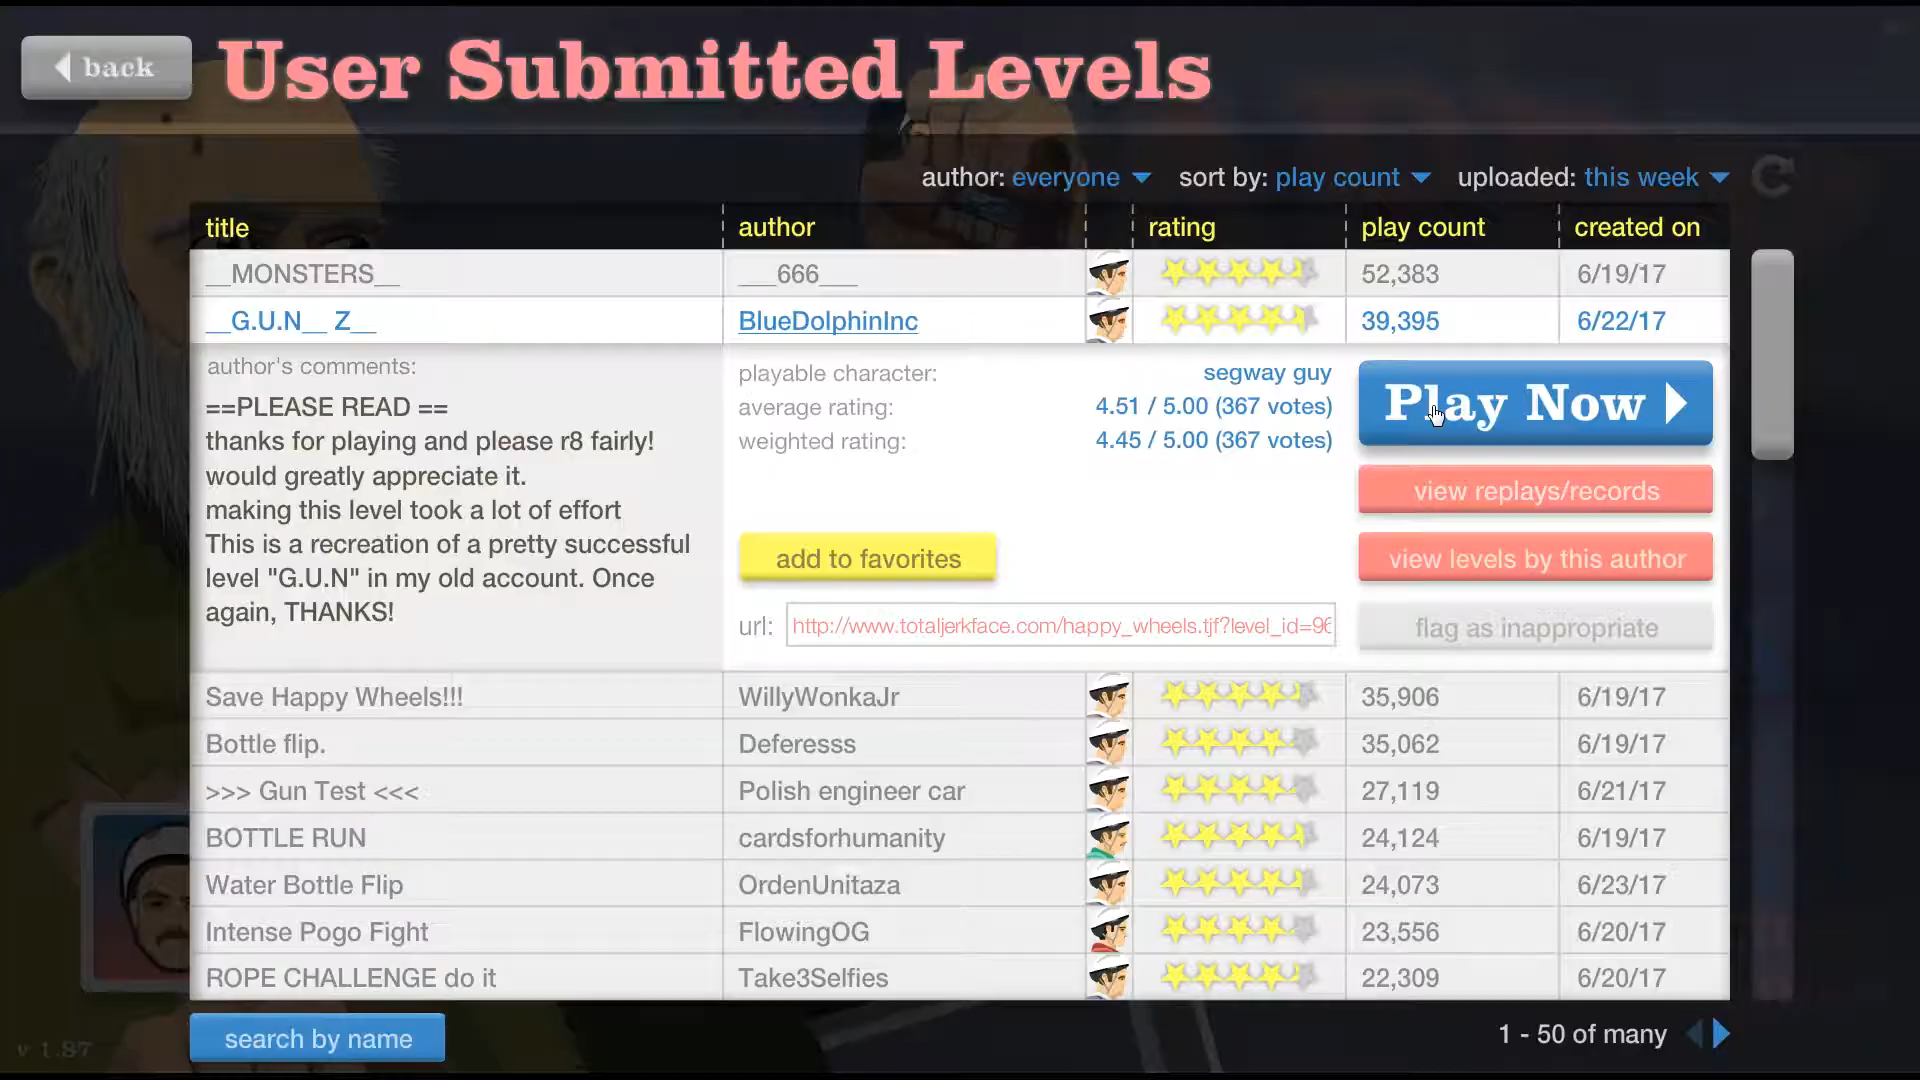 back
User Submitted Levels
author: everyone sort by: play count uploaded: this week
title author rating play count created on
__MONSTERS__ ___666___ 52,383 6/19/17
__G.U.N__ Z__ BlueDolphinInc 39,395 6/22/17
author's comments:
==PLEASE READ ==
thanks for playing and please r8 fairly!
would greatly appreciate it.
making this level took a lot of effort
This is a recreation of a pretty successful
level "G.U.N" in my old account. Once
again, THANKS!
playable character: segway guy
average rating: 4.51 / 5.00 (367 votes)
weighted rating: 4.45 / 5.00 (367 votes)
add to favorites
url: http://www.totaljerkface.com/happy_wheels.tjf?level_id=96
Play Now
view replays/records
view levels by this author
flag as inappropriate
Save Happy Wheels!!! WillyWonkaJr 35,906 6/19/17
Bottle flip. Deferesss 35,062 6/19/17
>>> Gun Test <<< Polish engineer car 27,119 6/21/17
BOTTLE RUN cardsforhumanity 24,124 6/19/17
Water Bottle Flip OrdenUnitaza 24,073 6/23/17
Intense Pogo Fight FlowingOG 23,556 6/20/17
ROPE CHALLENGE do it Take3Selfies 22,309 6/20/17
search by name
1 - 50 of many
v 1.87